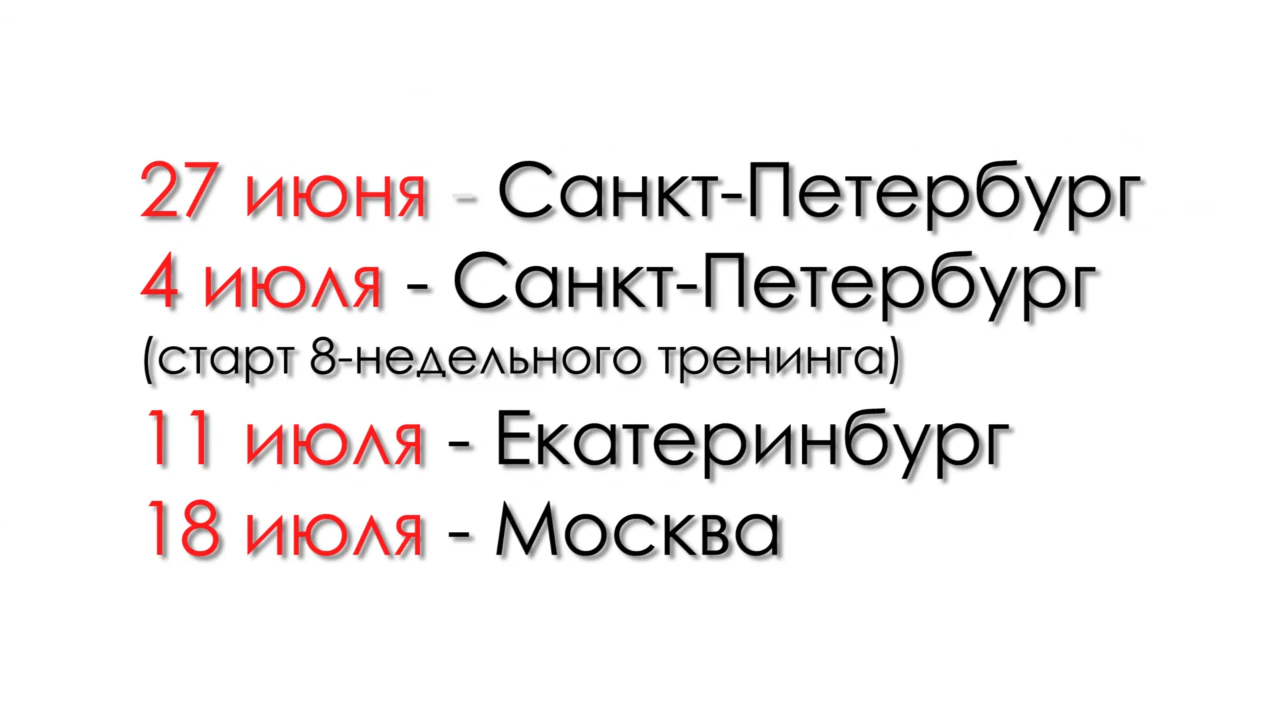 27 июня - Санкт-Петербург
4 июля - Санкт-Петербург
(старт 8-недельного тренинга)
11 июля - Екатеринбург
18 июля - Москва